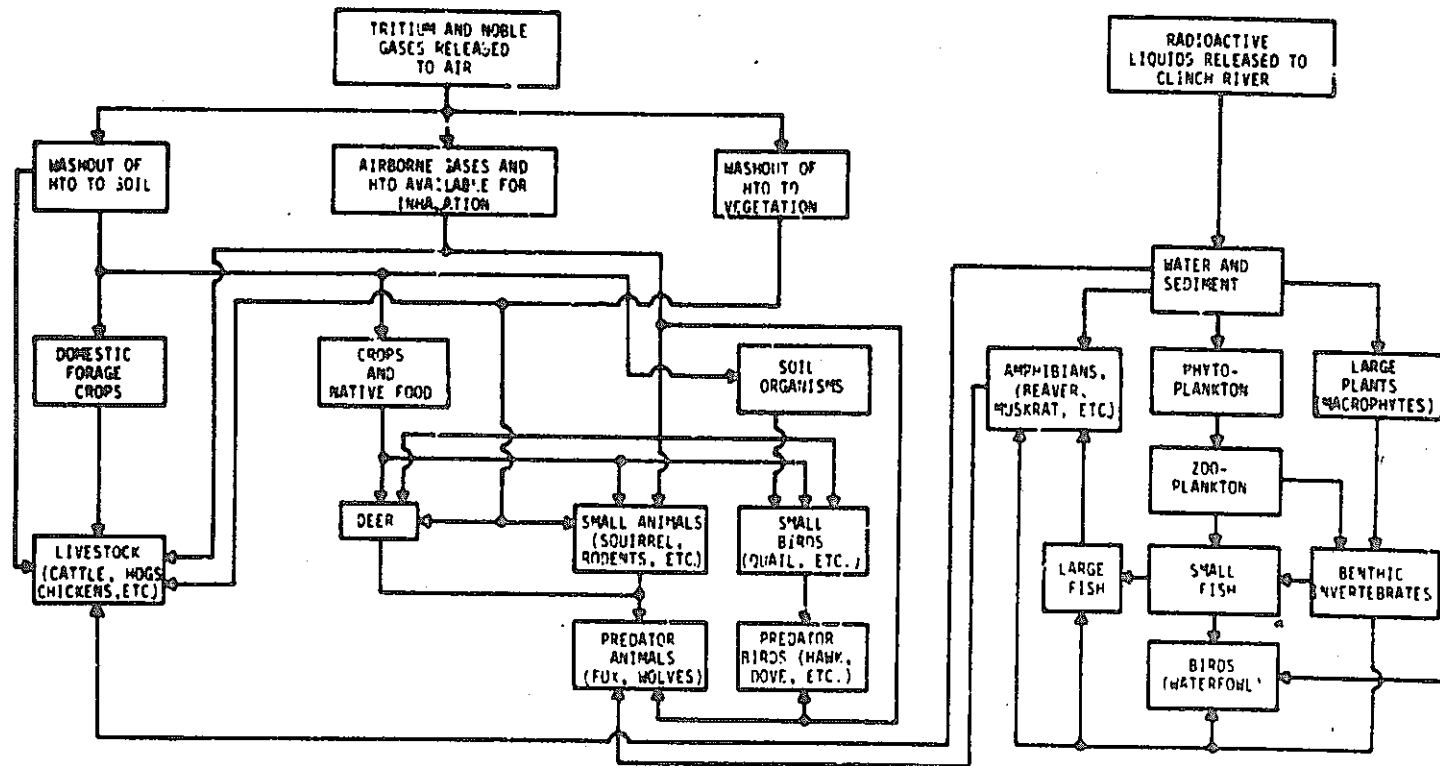 TRITIUM AND NOBLE
GASES RELEASED
TO AIR
RADIOACTIVE
LIQUIDS RELEASED TO
CLINCH RIVER
WASHOUT OF
HTO TO SOIL
AIRBORNE GASES AND
HTO AVAILABLE FOR
INHALATION
WASHOUT OF
HTO TO
VEGETATION
WATER AND
SEDIMENT
DOMESTIC
FORAGE
CROPS
CROPS
AND
NATIVE FOOD
SOIL
ORGANISMS
AMPHIBIANS,
(BEAVER,
MUSKRAT, ETC)
PHYTO-
PLANKTON
LARGE
PLANTS
(MACROPHYTES)
ZOO-
PLANKTON
DEER
SMALL ANIMALS
(SQUIRREL,
RODENTS, ETC.)
SMALL
BIRDS
(QUAIL, ETC.)
LIVESTOCK
(CATTLE, HOGS
CHICKENS,ETC)
LARGE
FISH
SMALL
FISH
BENTHIC
INVERTEBRATES
PREDATOR
ANIMALS
(FOX, WOLVES)
PREDATOR
BIRDS (HAWK,
DOVE, ETC.)
BIRDS
(WATERFOWL)